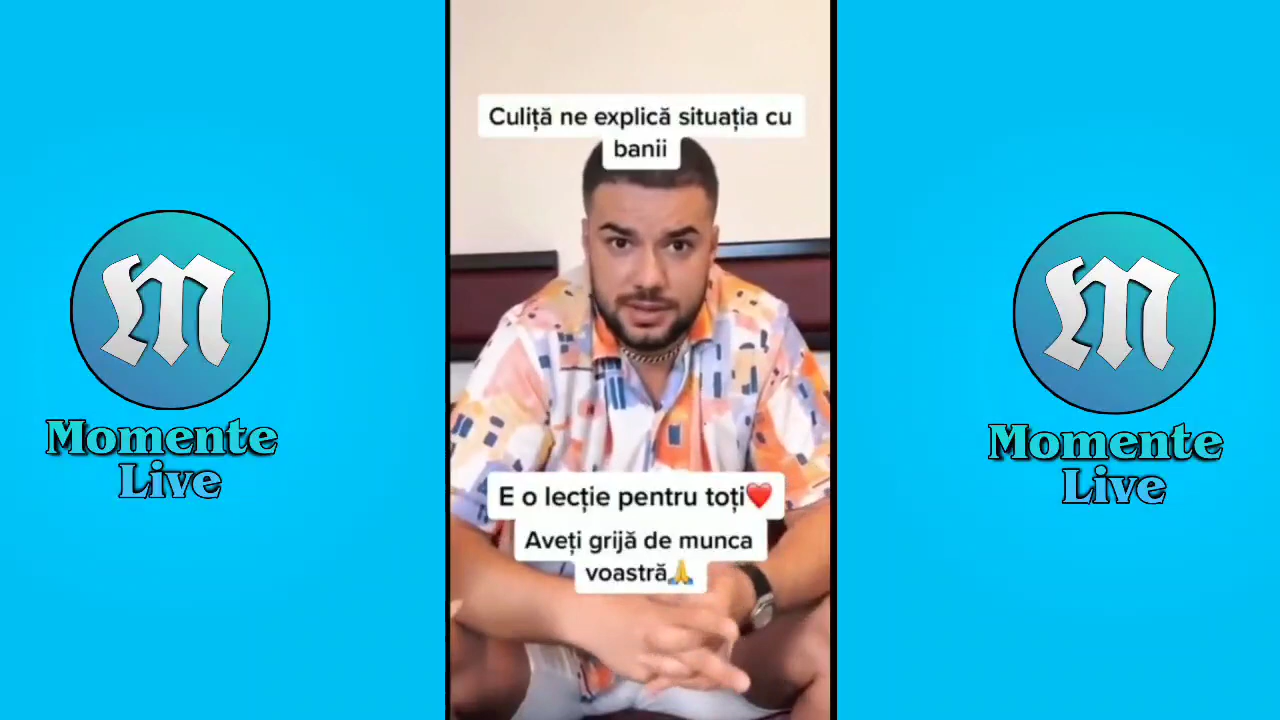 Culiță ne explică situația cu
banii
M
Momente
Live
M
Momente
Live
E o lecție pentru toți❤️
Aveți grijă de munca
voastră🙏